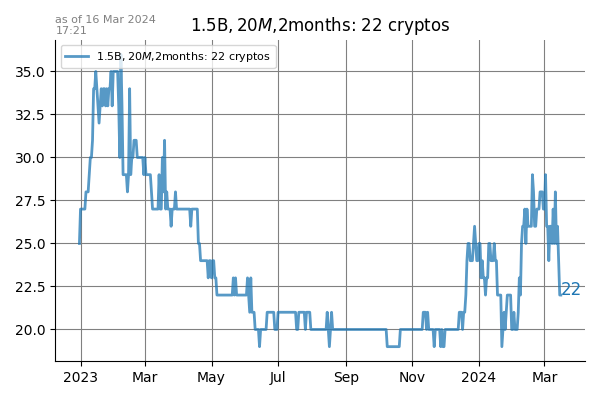 as of 16 Mar 2024
17:21
1.5B, 20M,2months: 22 cryptos
1.5B, 20M,2months: 22 cryptos
35.0
32.5
30.0
27.5
25.0
22.5
20.0
22
2023 Mar May Jul Sep Nov 2024 Mar